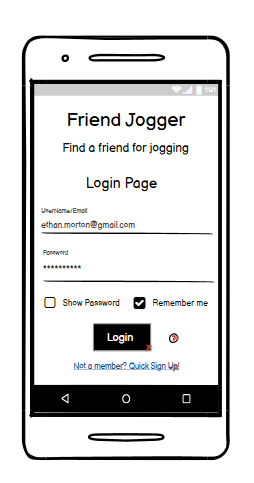 Friend Jogger
Find a friend for jogging
Login Page
UserName/Email
ethan.morton@gmail.com
Password
**********
Show Password Remember me
Login ?
Not a member? Quick Sign Up!